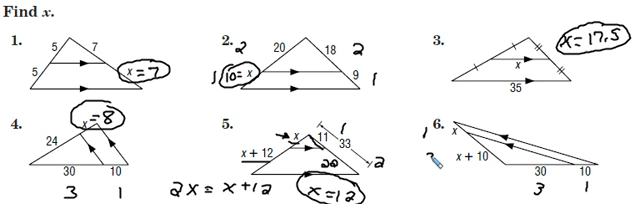 Find x.
1. 5 7 5 x=7
2. 2 20 18 2 1 10= x 9 1
3. x 35 x=17.5
4. x=8 24 30 10 3 1
5. x 11 1 33 x + 12 22 2 2x = x+12 x=12
6. 1 x x + 10 30 10 3 1